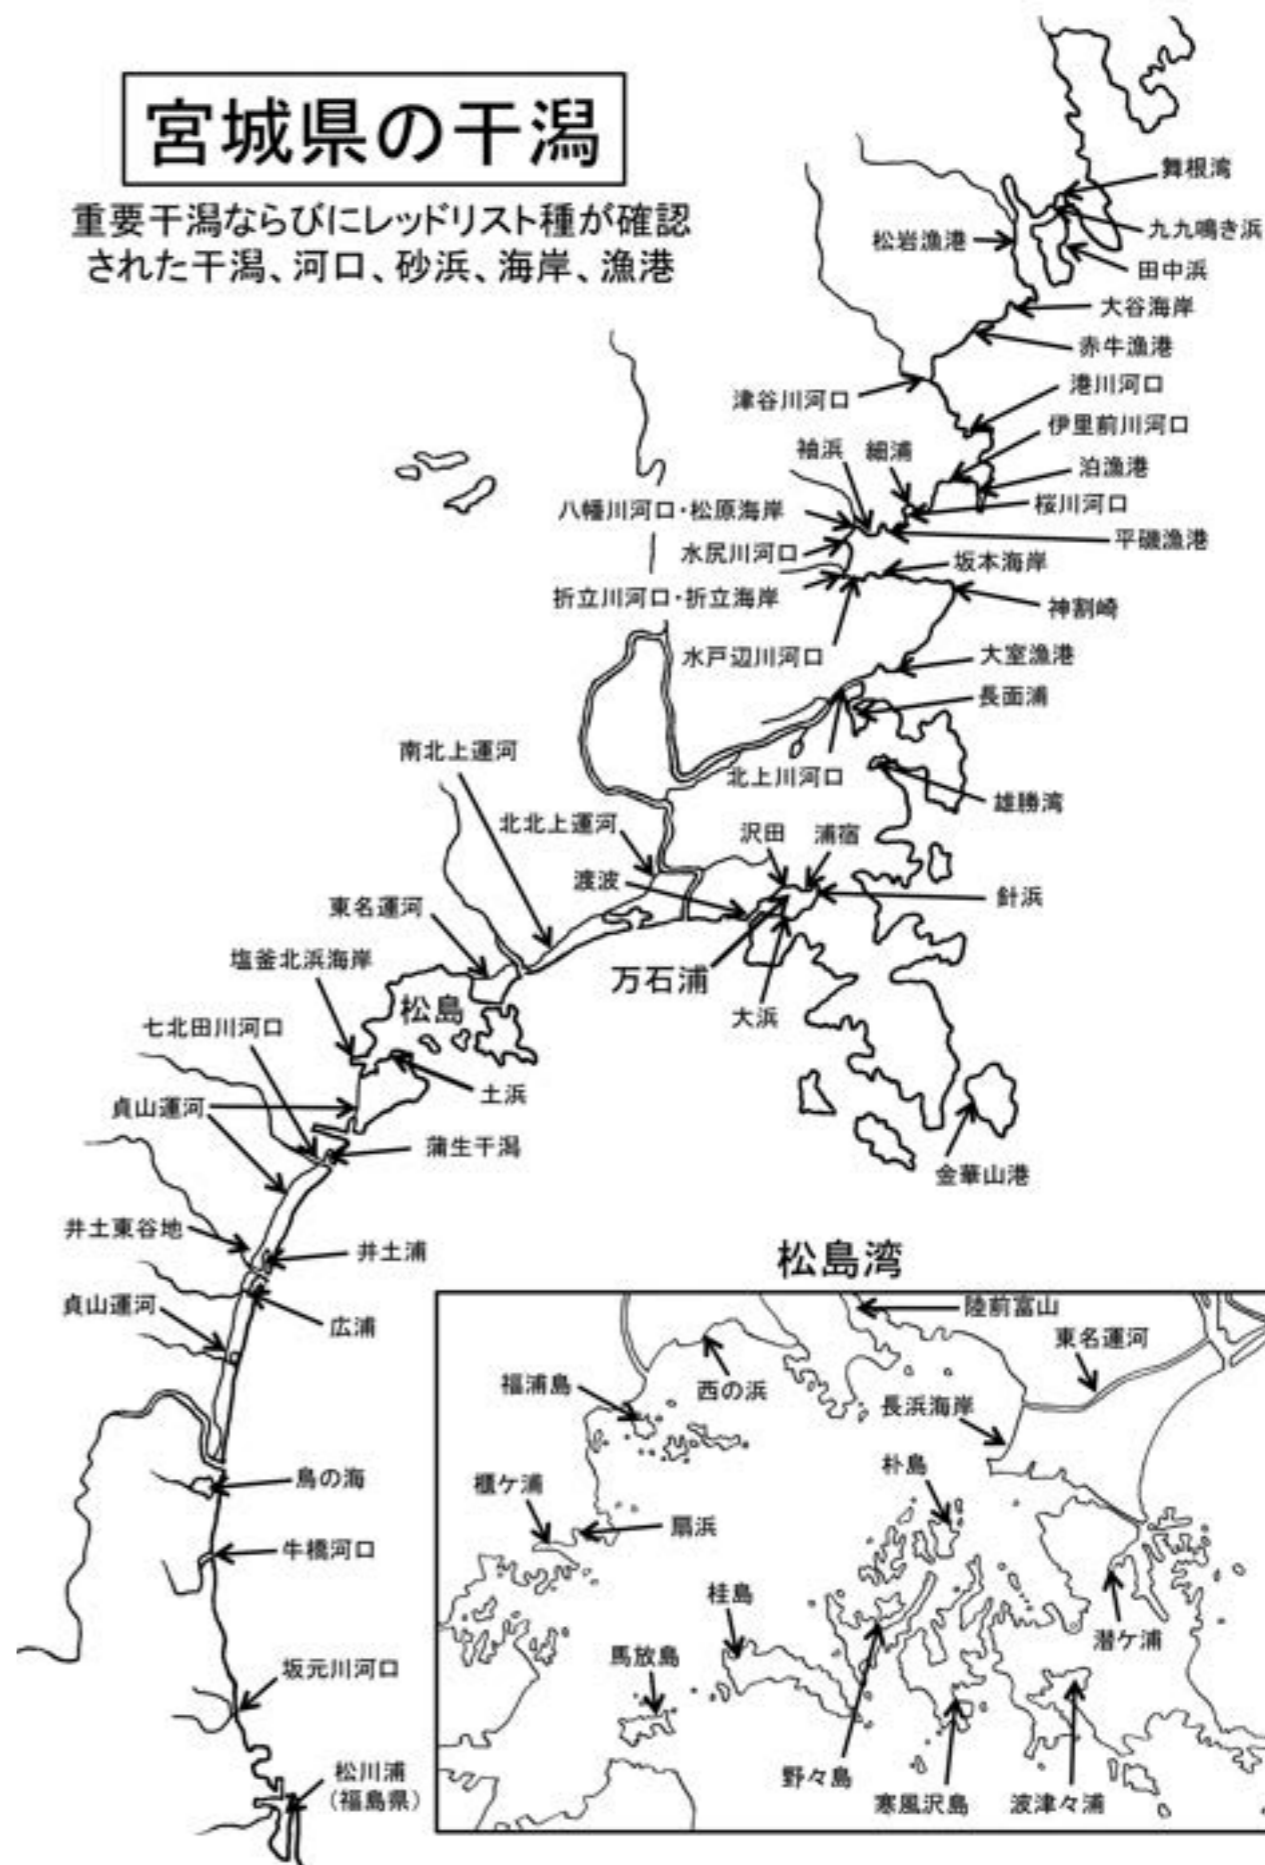 宮城県の干潟
重要干潟ならびにレッドリスト種が確認
された干潟、河口、砂浜、海岸、漁港
舞根湾
九九鳴き浜
松岩漁港
田中浜
大谷海岸
赤牛漁港
港川河口
津谷川河口
伊里前川河口
袖浜
細浦
泊漁港
桜川河口
八幡川河口・松原海岸
平磯漁港
水尻川河口
坂本海岸
折立川河口・折立海岸
神割崎
水戸辺川河口
大室漁港
長面浦
南北上運河
北上川河口
雄勝湾
北北上運河
沢田
浦宿
渡波
針浜
東名運河
塩釜北浜海岸
万石浦
松島
大浜
七北田川河口
土浜
貞山運河
蒲生干潟
金華山港
井土東谷地
井土浦
松島湾
貞山運河
広浦
陸前富山
東名運河
福浦島
西の浜
長浜海岸
朴島
鳥の海
櫃ケ浦
扇浜
牛橋河口
桂島
潜ケ浦
馬放島
坂元川河口
野々島
寒風沢島
波津々浦
松川浦
（福島県）